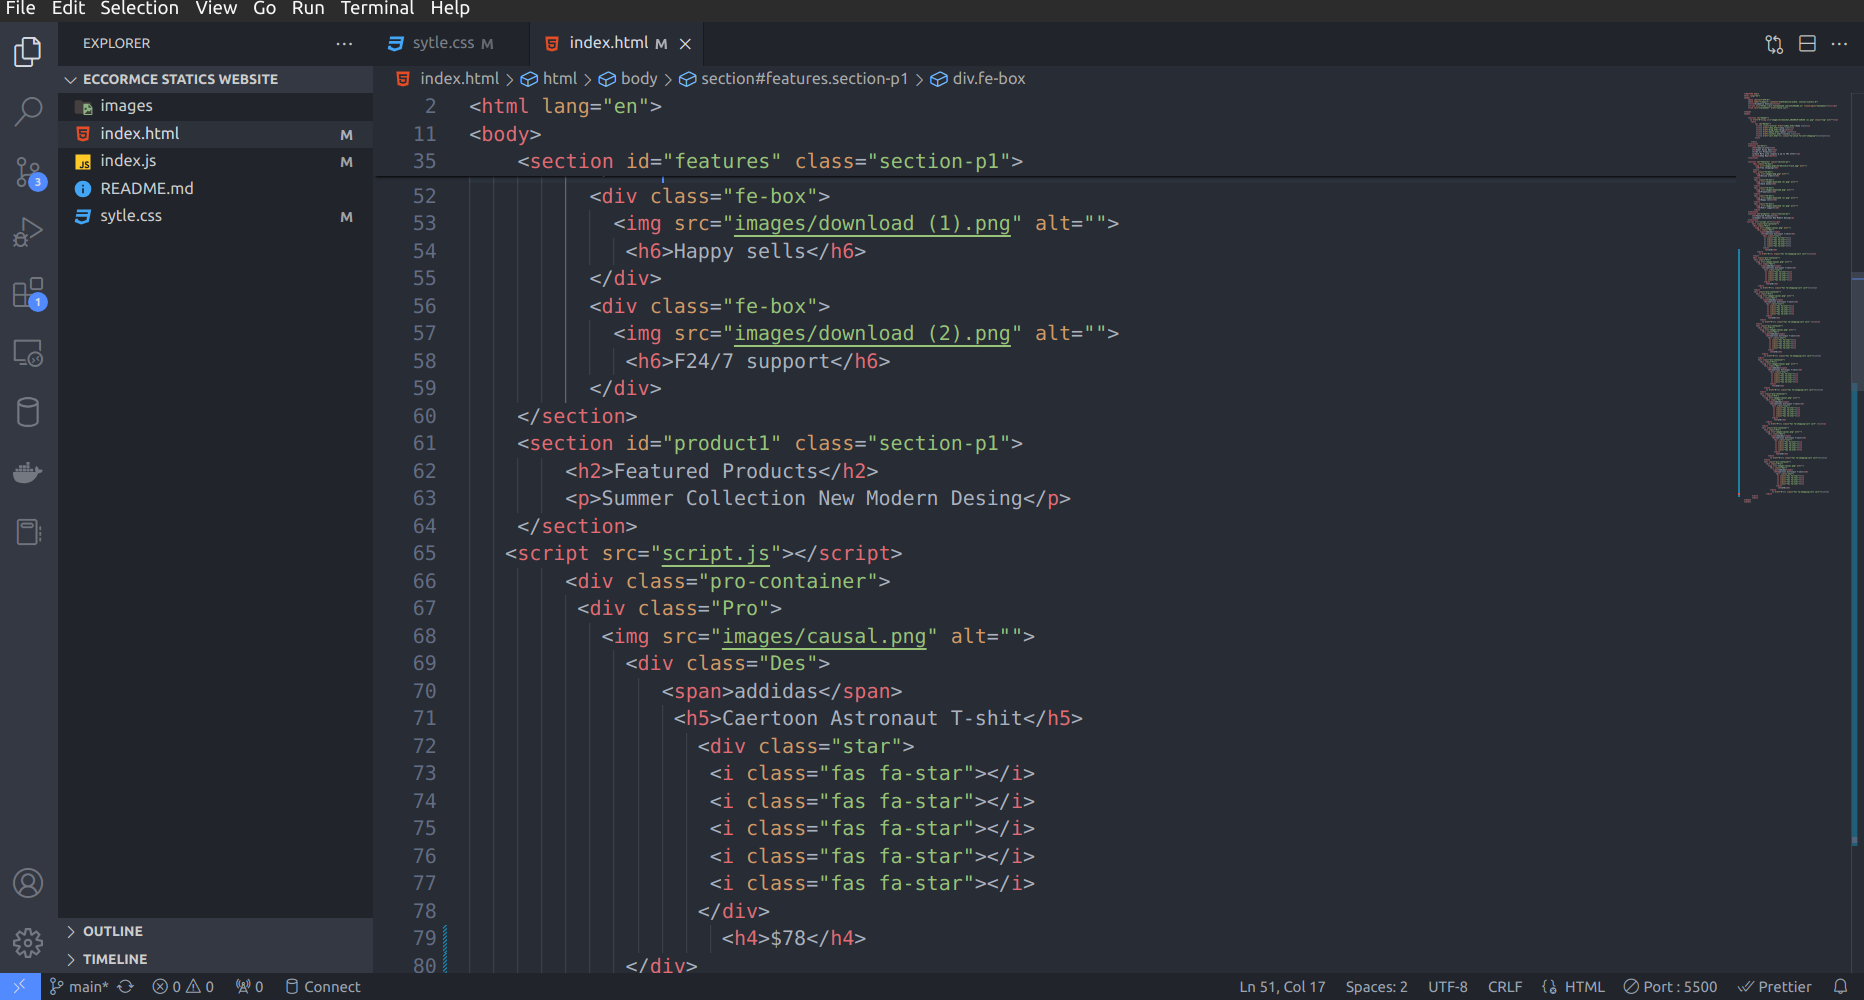 File Edit Selection View Go Run Terminal Help
EXPLORER ...
sytle.css M
index.html M
ECCORMCE STATICS WEBSITE
images
index.html M
index.js M
README.md
sytle.css M
3
1
OUTLINE
TIMELINE
index.html > html > body > section#features.section-p1 > div.fe-box
2 <html lang="en">
11 <body>
35 <section id="features" class="section-p1">
52 <div class="fe-box">
53 <img src="images/download (1).png" alt="">
54 <h6>Happy sells</h6>
55 </div>
56 <div class="fe-box">
57 <img src="images/download (2).png" alt="">
58 <h6>F24/7 support</h6>
59 </div>
60 </section>
61 <section id="product1" class="section-p1">
62 <h2>Featured Products</h2>
63 <p>Summer Collection New Modern Desing</p>
64 </section>
65 <script src="script.js"></script>
66 <div class="pro-container">
67 <div class="Pro">
68 <img src="images/causal.png" alt="">
69 <div class="Des">
70 <span>addidas</span>
71 <h5>Caertoon Astronaut T-shit</h5>
72 <div class="star">
73 <i class="fas fa-star"></i>
74 <i class="fas fa-star"></i>
75 <i class="fas fa-star"></i>
76 <i class="fas fa-star"></i>
77 <i class="fas fa-star"></i>
78 </div>
79 <h4>$78</h4>
80 </div>
main* 0 0 0 Connect Ln 51, Col 17 Spaces: 2 UTF-8 CRLF HTML Port : 5500 Prettier